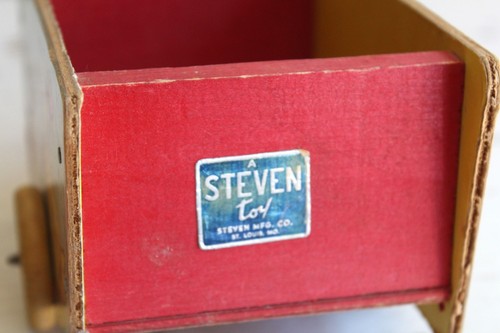 A
STEVEN
toy
STEVEN MFG. CO.
ST. LOUIS, MO.